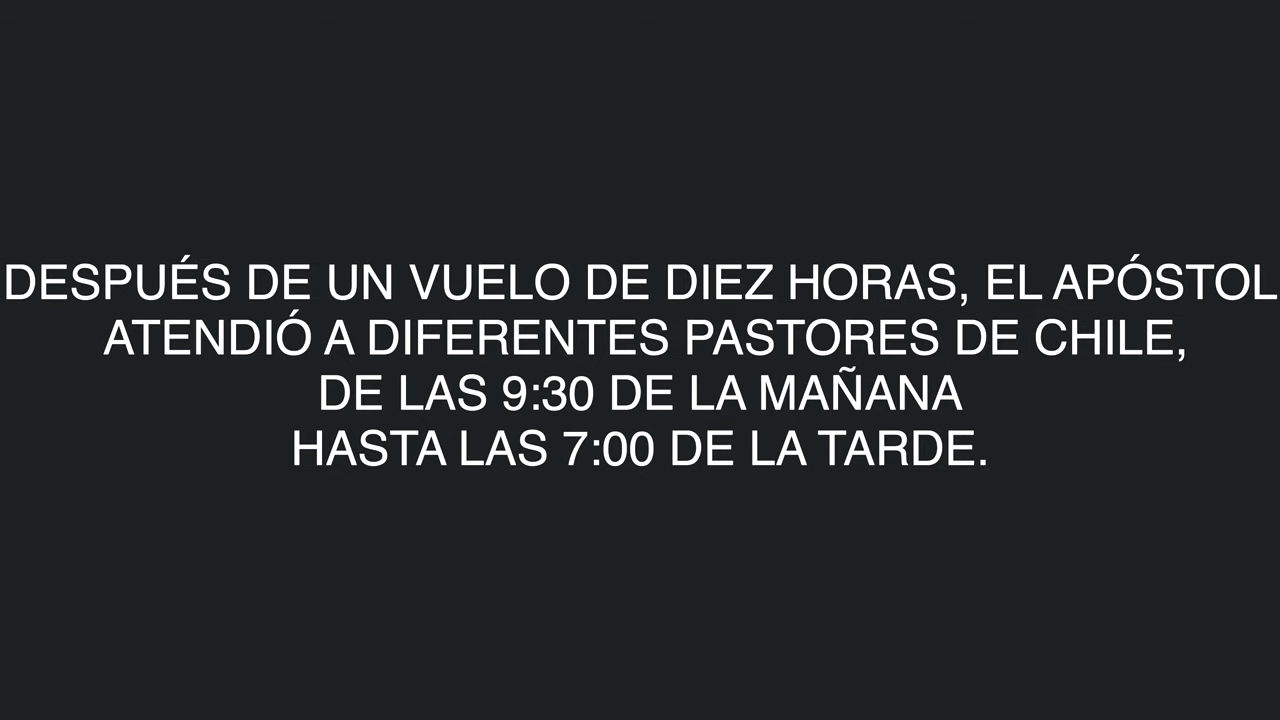 DESPUÉS DE UN VUELO DE DIEZ HORAS, EL APÓSTOL
ATENDIÓ A DIFERENTES PASTORES DE CHILE,
DE LAS 9:30 DE LA MAÑANA
HASTA LAS 7:00 DE LA TARDE.